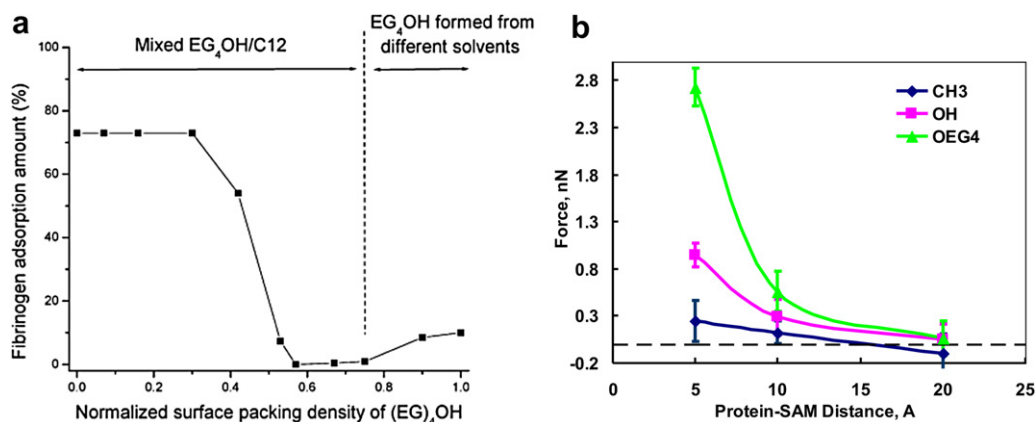 a
Mixed EG4OH/C12
EG4OH formed from
different solvents
Fibrinogen adsorption amount (%)
100
80
60
40
20
0
0.0 0.2 0.4 0.6 0.8 1.0
Normalized surface packing density of (EG)4OH
b
CH3
OH
OEG4
Force, nN
2.8
2.3
1.8
1.3
0.8
0.3
-0.2
0 5 10 15 20 25
Protein-SAM Distance, A